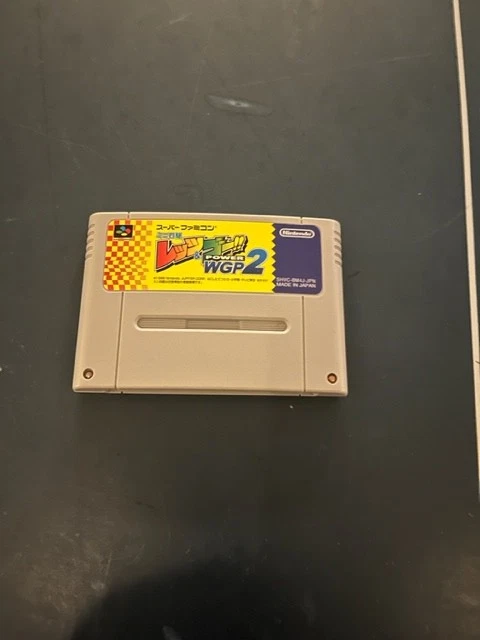 スーパーファミコン
ミニ四駆
レッツ&ゴー!!
POWER
WGP2
Nintendo
SHVC-BW4J-JPN
MADE IN JAPAN